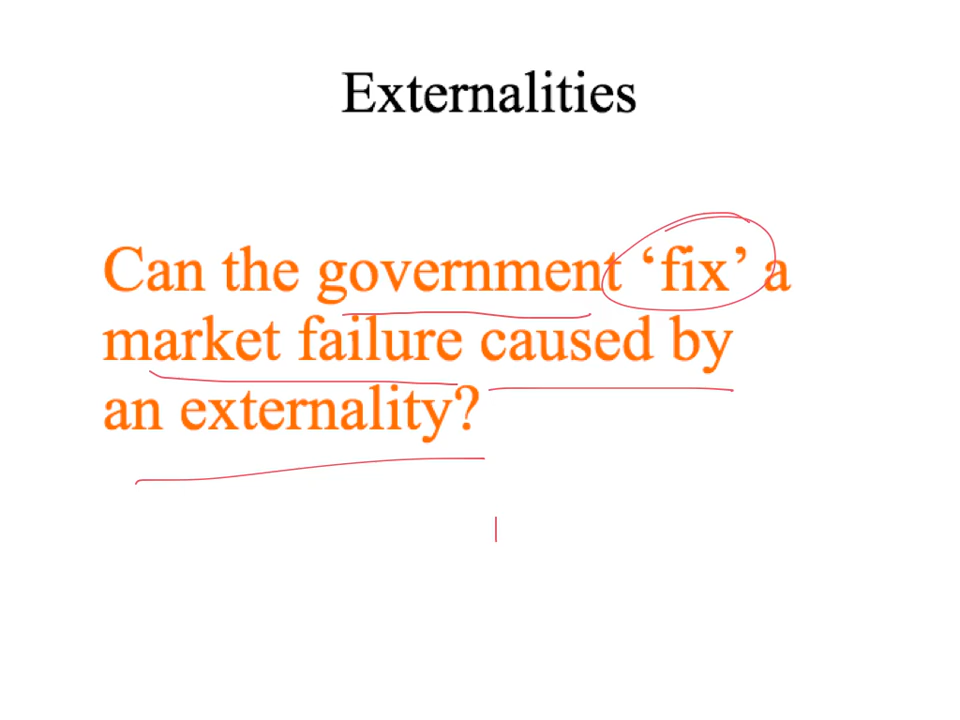 Externalities
Can the government ‘fix’ a
market failure caused by
an externality?